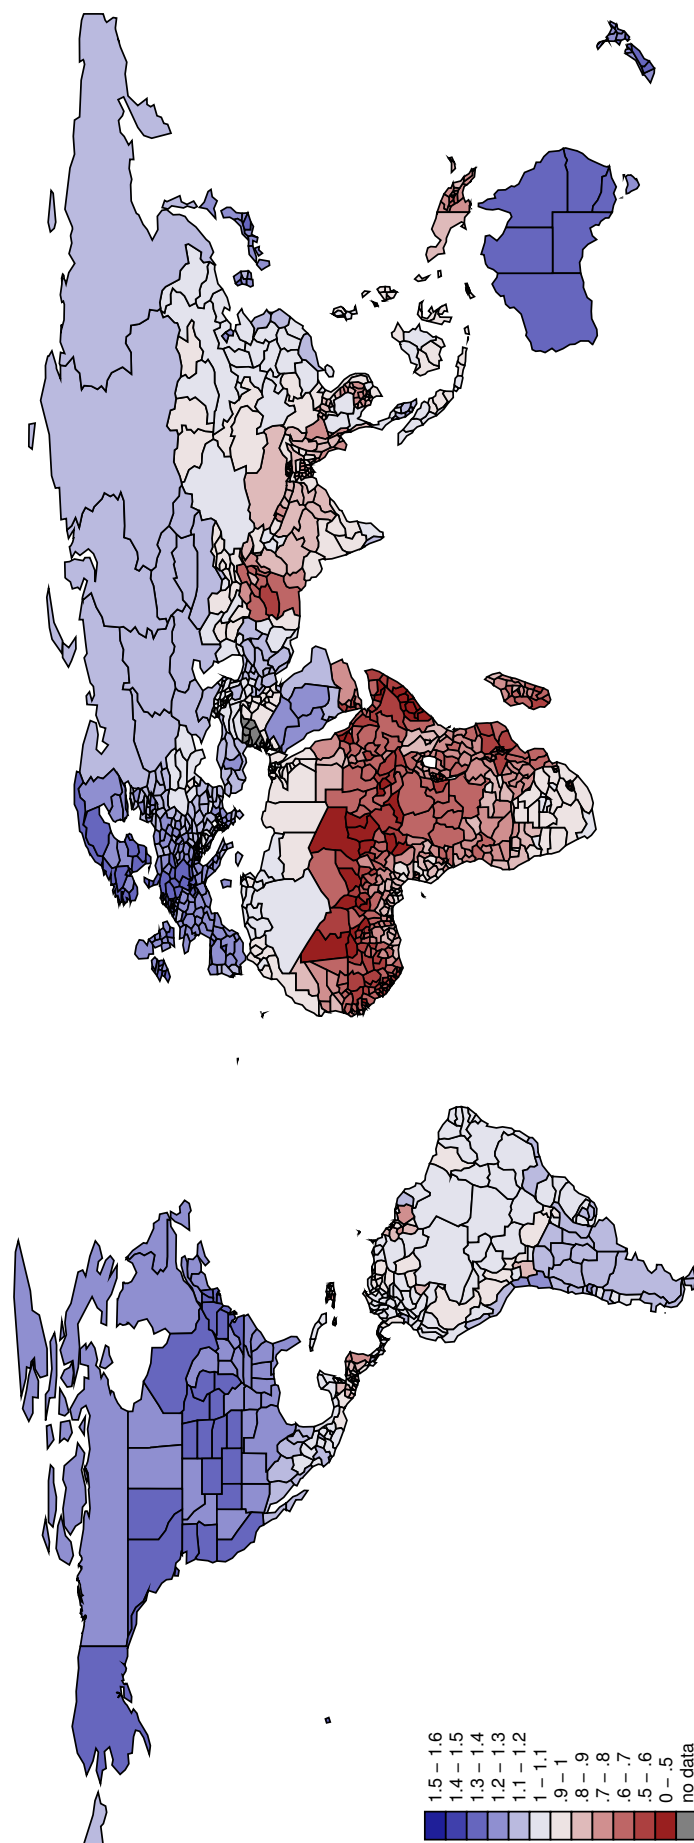 1.5 – 1.6
1.4 – 1.5
1.3 – 1.4
1.2 – 1.3
1.1 – 1.2
1 – 1.1
.9 – 1
.8 – .9
.7 – .8
.6 – .7
.5 – .6
0 – .5
no data